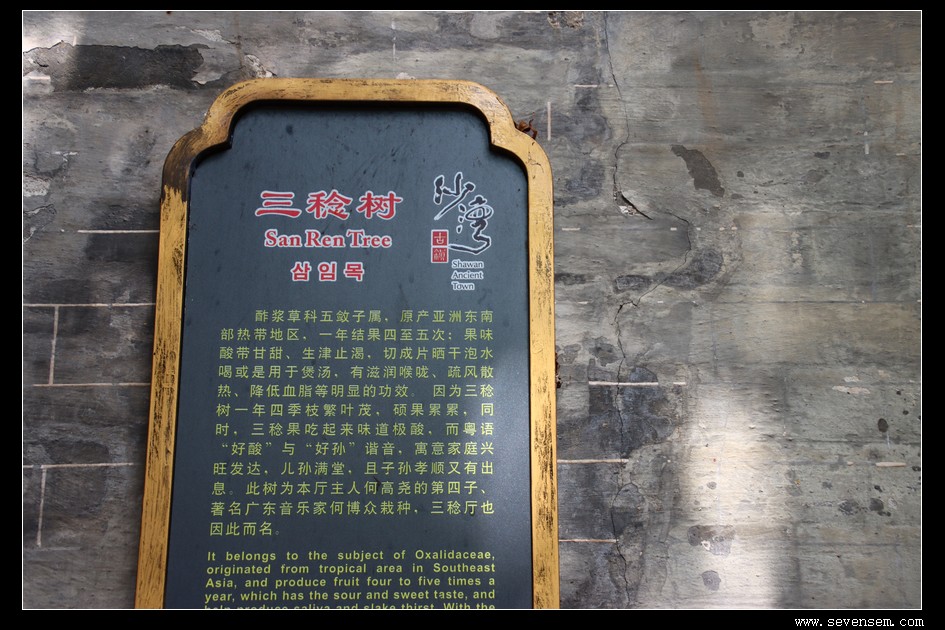 三稔树
San Ren Tree
삼임목
沙湾
古镇
Shawan
Ancient
Town
酢浆草科五敛子属，原产亚洲东南
部热带地区，一年结果四至五次；果味
酸带甘甜、生津止渴，切成片晒干泡水
喝或是用于煲汤，有滋润喉咙、疏风散
热、降低血脂等明显的功效。因为三稔
树一年四季枝繁叶茂，硕果累累，同
时，三稔果吃起来味道极酸，而粤语
“好酸”与“好孙”谐音，寓意家庭兴
旺发达，儿孙满堂，且子孙孝顺又有出
息。此树为本厅主人何高尧的第四子、
著名广东音乐家何博众栽种，三稔厅也
因此而名。
It belongs to the subject of Oxalidaceae,
originated from tropical area in Southeast
Asia, and produce fruit four to five times a
year, which has the sour and sweet taste, and
help produce saliva and slake thirst. With the
www.sevensem.com